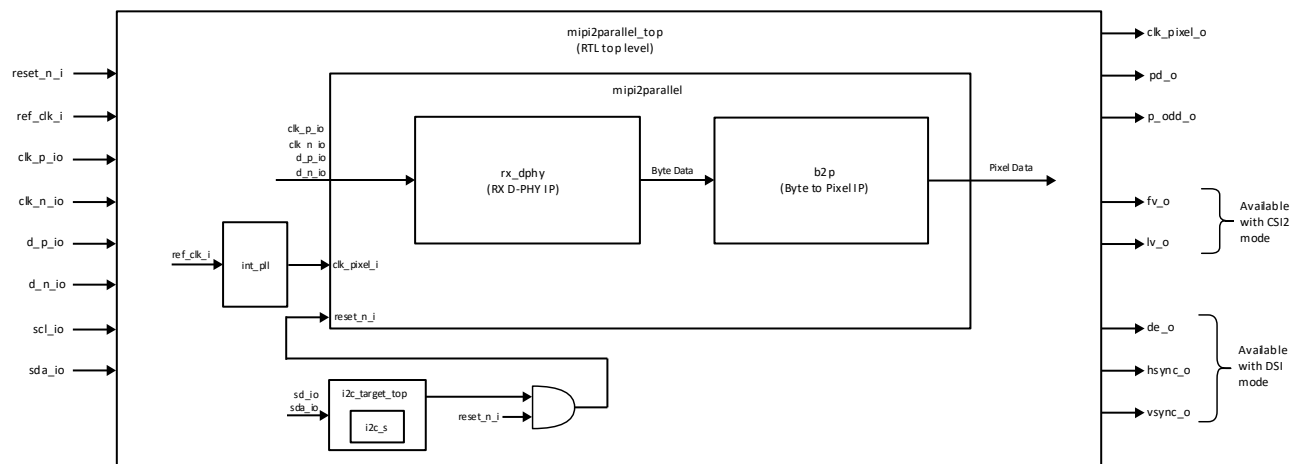 mipi2parallel_top
(RTL top level)
reset_n_i
ref_clk_i
clk_p_io
clk_n_io
d_p_io
d_n_io
scl_io
sda_io
mipi2parallel
clk_p_io
clk_n_io
d_p_io
d_n_io
rx_dphy
(RX D-PHY IP)
Byte Data
b2p
(Byte to Pixel IP)
Pixel Data
ref_clk_i
int_pll
clk_pixel_i
reset_n_i
sd_io
sda_io
i2c_target_top
i2c_s
reset_n_i
clk_pixel_o
pd_o
p_odd_o
fv_o
lv_o
Available
with CSI2
mode
de_o
hsync_o
vsync_o
Available
with DSI
mode